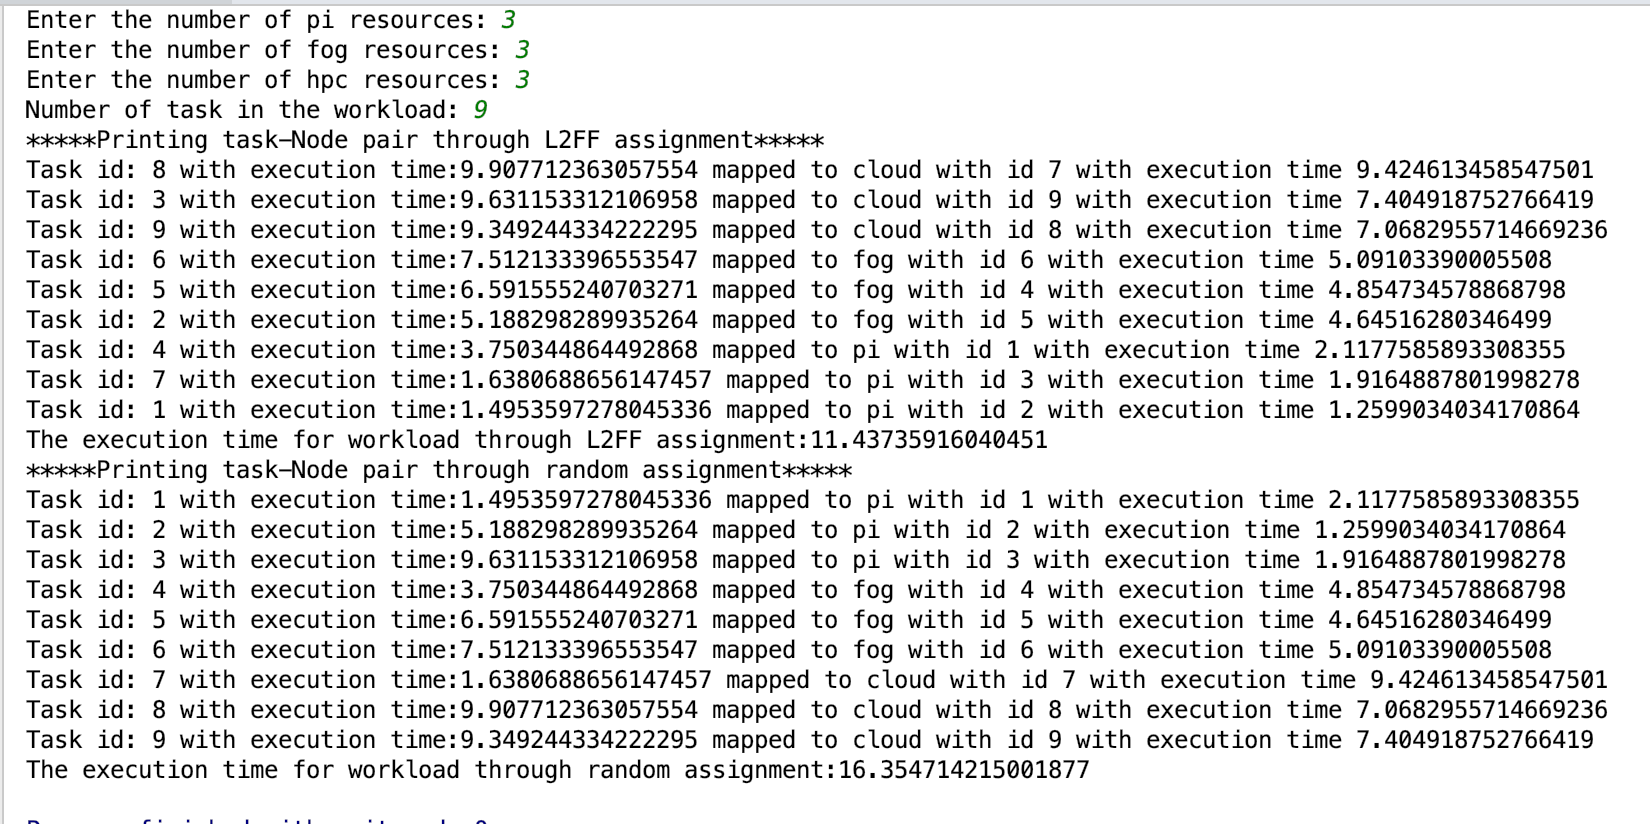 Enter the number of pi resources: 3
Enter the number of fog resources: 3
Enter the number of hpc resources: 3
Number of task in the workload: 9
*****Printing task–Node pair through L2FF assignment*****
Task id: 8 with execution time:9.907712363057554 mapped to cloud with id 7 with execution time 9.424613458547501
Task id: 3 with execution time:9.631153312106958 mapped to cloud with id 9 with execution time 7.404918752766419
Task id: 9 with execution time:9.349244334222295 mapped to cloud with id 8 with execution time 7.0682955714669236
Task id: 6 with execution time:7.512133396553547 mapped to fog with id 6 with execution time 5.09103390005508
Task id: 5 with execution time:6.591555240703271 mapped to fog with id 4 with execution time 4.854734578868798
Task id: 2 with execution time:5.188298289935264 mapped to fog with id 5 with execution time 4.64516280346499
Task id: 4 with execution time:3.750344864492868 mapped to pi with id 1 with execution time 2.1177585893308355
Task id: 7 with execution time:1.6380688656147457 mapped to pi with id 3 with execution time 1.9164887801998278
Task id: 1 with execution time:1.4953597278045336 mapped to pi with id 2 with execution time 1.2599034034170864
The execution time for workload through L2FF assignment:11.43735916040451
*****Printing task–Node pair through random assignment*****
Task id: 1 with execution time:1.4953597278045336 mapped to pi with id 1 with execution time 2.1177585893308355
Task id: 2 with execution time:5.188298289935264 mapped to pi with id 2 with execution time 1.2599034034170864
Task id: 3 with execution time:9.631153312106958 mapped to pi with id 3 with execution time 1.9164887801998278
Task id: 4 with execution time:3.750344864492868 mapped to fog with id 4 with execution time 4.854734578868798
Task id: 5 with execution time:6.591555240703271 mapped to fog with id 5 with execution time 4.64516280346499
Task id: 6 with execution time:7.512133396553547 mapped to fog with id 6 with execution time 5.09103390005508
Task id: 7 with execution time:1.6380688656147457 mapped to cloud with id 7 with execution time 9.424613458547501
Task id: 8 with execution time:9.907712363057554 mapped to cloud with id 8 with execution time 7.0682955714669236
Task id: 9 with execution time:9.349244334222295 mapped to cloud with id 9 with execution time 7.404918752766419
The execution time for workload through random assignment:16.354714215001877